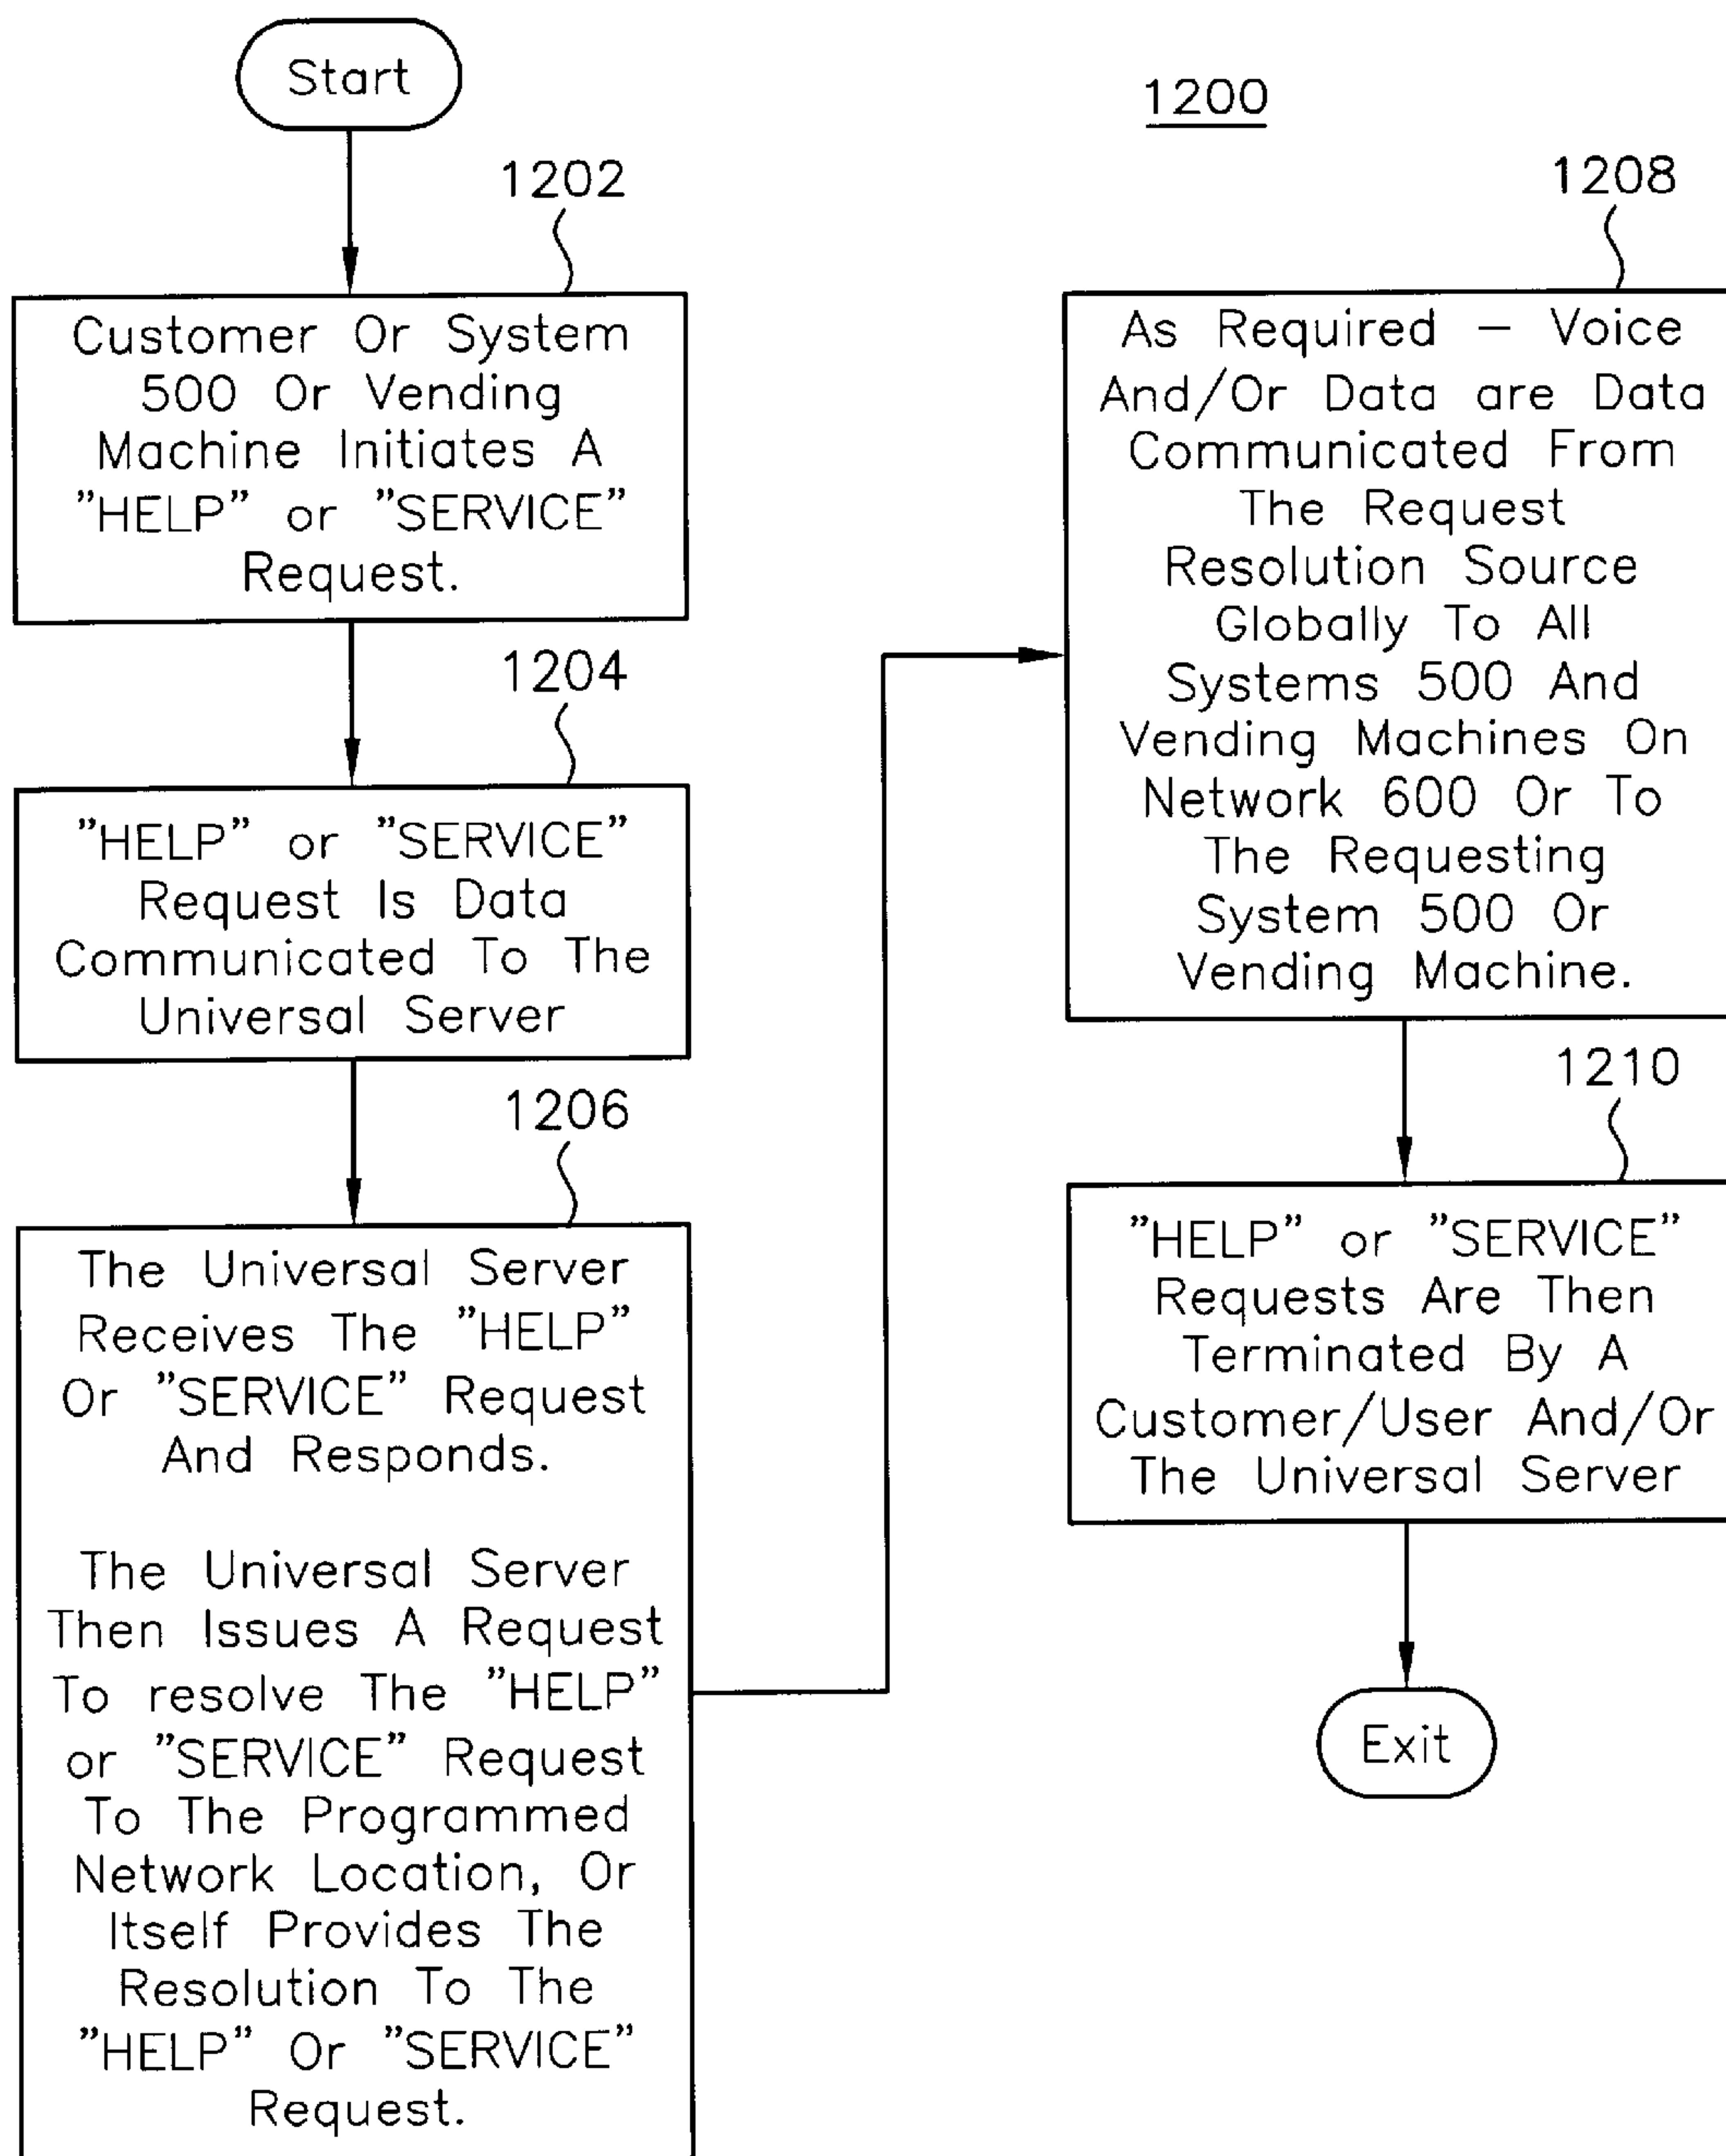 Start
1200
1202
Customer Or System
500 Or Vending
Machine Initiates A
"HELP" or "SERVICE"
Request.
1204
"HELP" or "SERVICE"
Request Is Data
Communicated To The
Universal Server
1206
The Universal Server
Receives The "HELP"
Or "SERVICE" Request
And Responds.
The Universal Server
Then Issues A Request
To resolve The "HELP"
or "SERVICE" Request
To The Programmed
Network Location, Or
Itself Provides The
Resolution To The
"HELP" Or "SERVICE"
Request.
1208
As Required – Voice
And/Or Data are Data
Communicated From
The Request
Resolution Source
Globally To All
Systems 500 And
Vending Machines On
Network 600 Or To
The Requesting
System 500 Or
Vending Machine.
1210
"HELP" or "SERVICE"
Requests Are Then
Terminated By A
Customer/User And/Or
The Universal Server
Exit